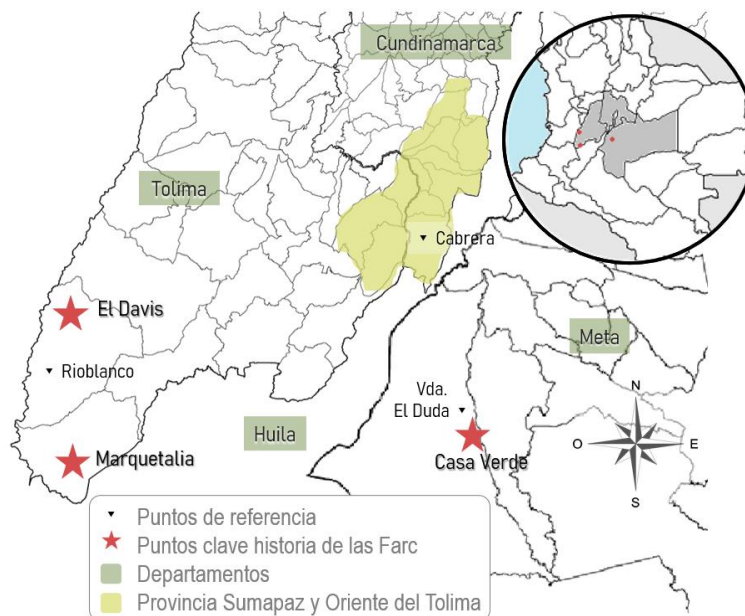 Cundinamarca
Tolima
Cabrera
El Davis
Rioblanco
Meta
Vda.
El Duda
Huila
Marquetalia
Casa Verde
N
O
E
S
Puntos de referencia
Puntos clave historia de las Farc
Departamentos
Provincia Sumapaz y Oriente del Tolima